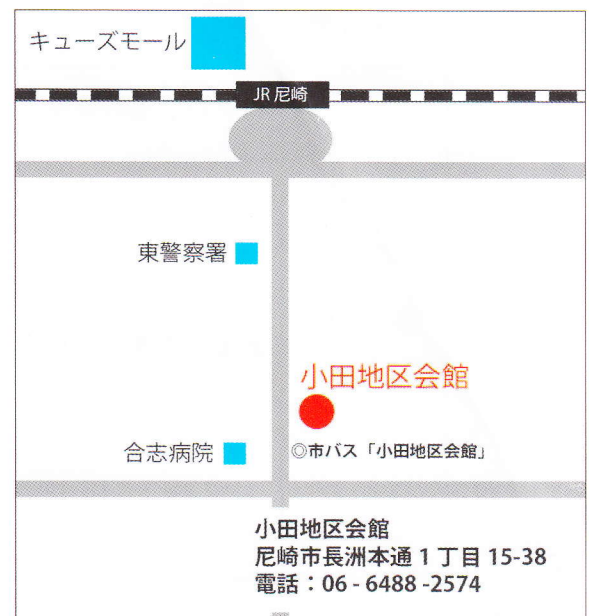 キューズモール
JR 尼崎
東警察署
小田地区会館
合志病院
◎市バス「小田地区会館」
小田地区会館
尼崎市長洲本通 1 丁目 15-38
電話：06 - 6488 -2574